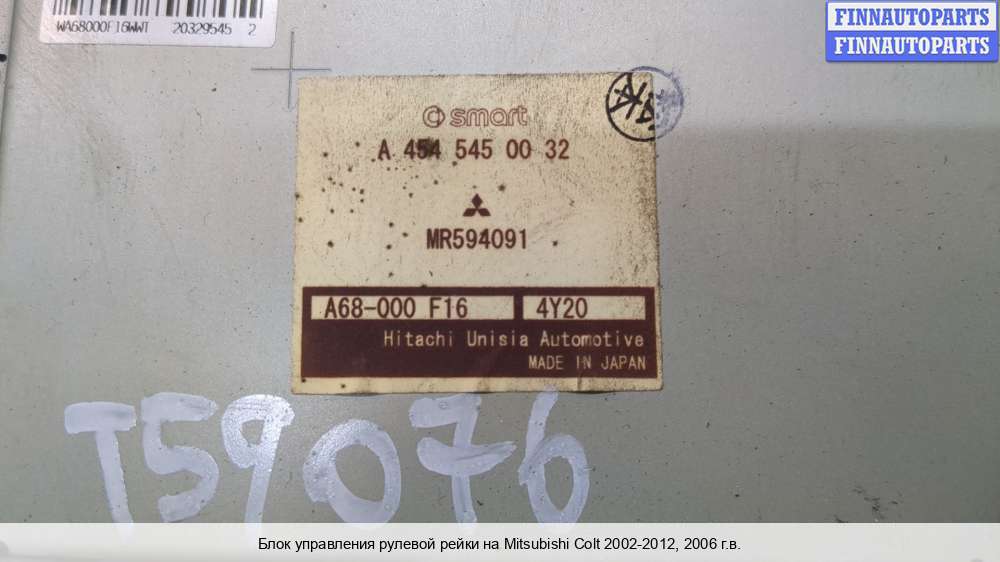 WA68000F16WWT 20329545 2
FINNAUTOPARTS
FINNAUTOPARTS
smart
A 454 545 00 32
MR594091
A68-000 F16 4Y20
Hitachi Unisia Automotive
MADE IN JAPAN
T59076
Блок управления рулевой рейки на Mitsubishi Colt 2002-2012, 2006 г.в.